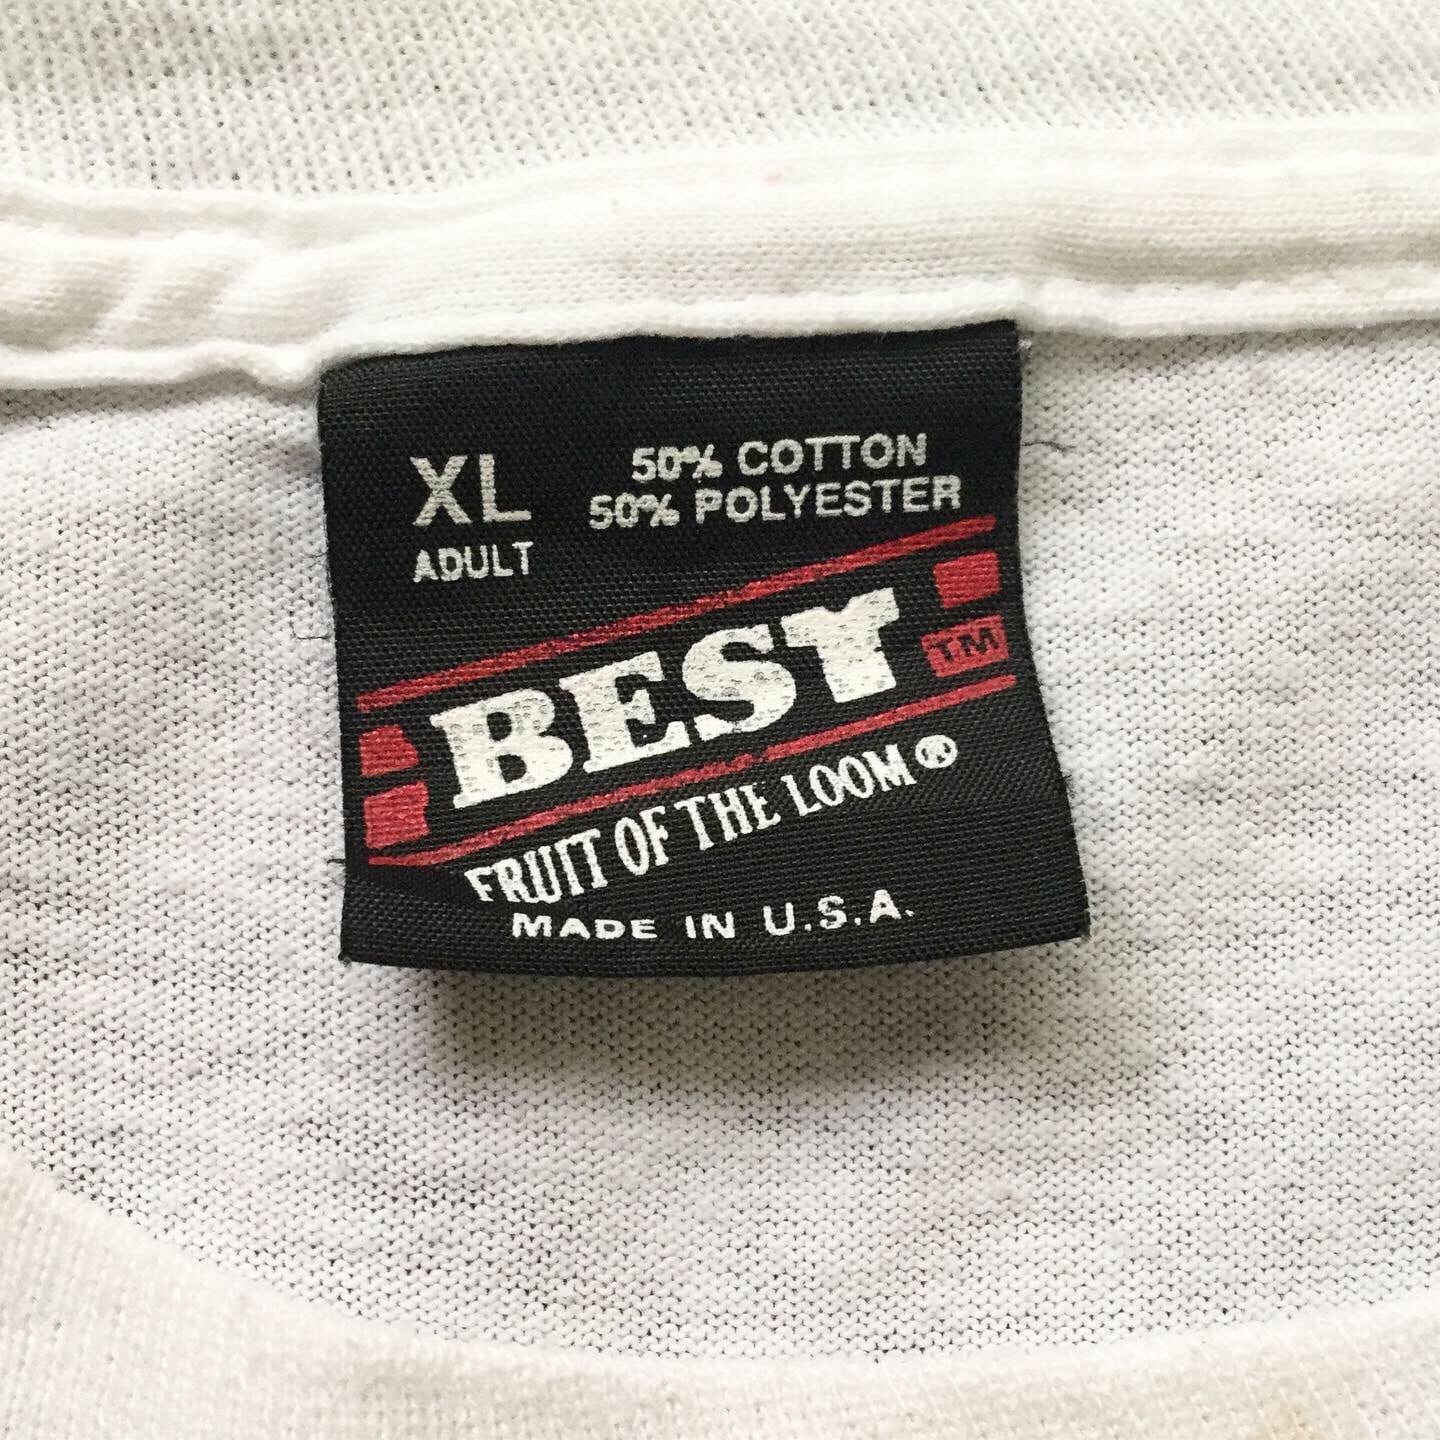 XL
ADULT
50% COTTON
50% POLYESTER
BEST
TM
FRUIT OF THE LOOM®
MADE IN U.S.A.